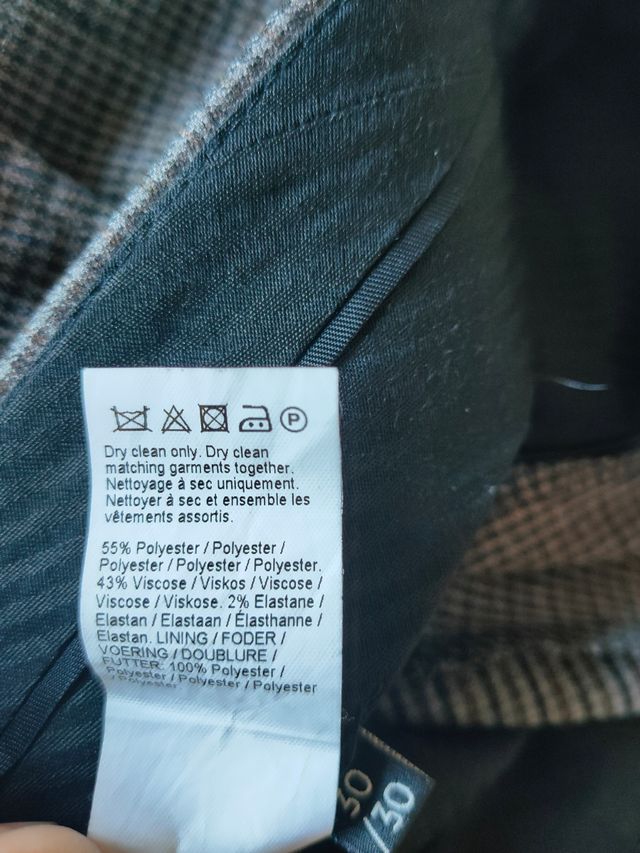 P
Dry clean only. Dry clean
matching garments together.
Nettoyage à sec uniquement.
Nettoyer à sec et ensemble les
vêtements assortis.
55% Polyester / Polyester /
Polyester / Polyester / Polyester.
43% Viscose / Viskos / Viscose /
Viscose / Viskose. 2% Elastane /
Elastan / Elastaan / Élasthanne /
Elastan. LINING / FODER /
VOERING / DOUBLURE /
FUTTER: 100% Polyester /
Polyester / Polyester / Polyester
/ Polyester
30
/30